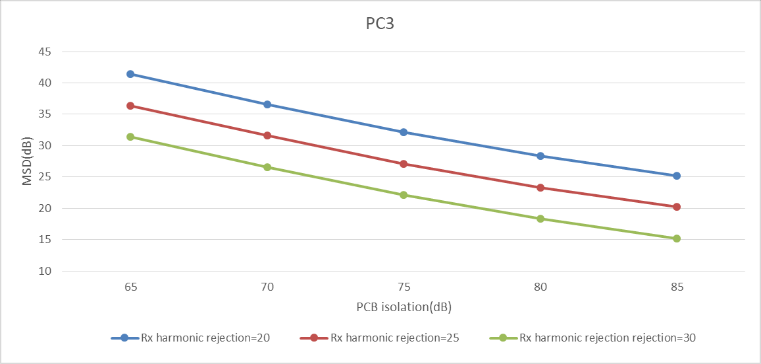 PC3
45
40
35
30
25
20
15
10
MSD(dB)
65 70 75 80 85
PCB isolation(dB)
Rx harmonic rejection=20 Rx harmonic rejection=25 Rx harmonic rejection rejection=30